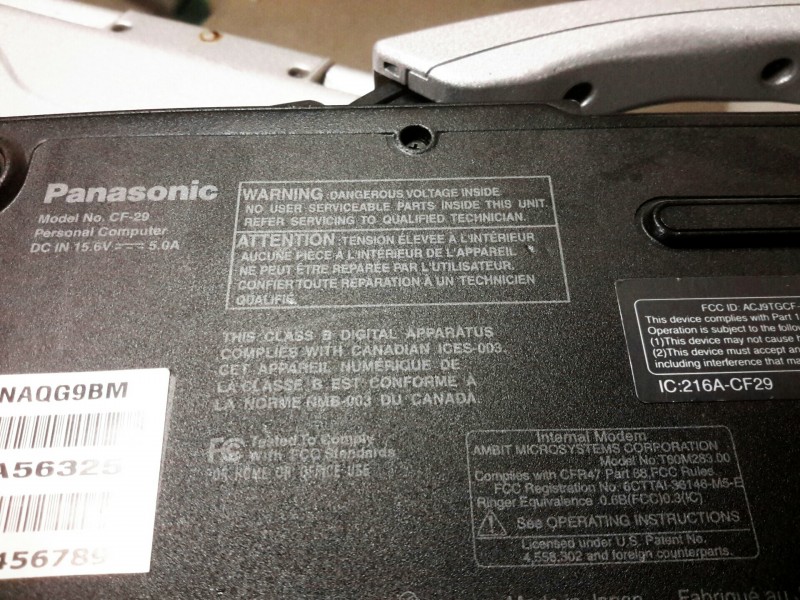 Panasonic
Model No. CF-29
Personal Computer
DC IN 15.6V 5.0A
WARNING :DANGEROUS VOLTAGE INSIDE
NO USER SERVICEABLE PARTS INSIDE THIS UNIT.
REFER SERVICING TO QUALIFIED TECHNICIAN.
ATTENTION :TENSION ÉLEVÉE À L'INTÉRIEUR
AUCUNE PIÈCE À L'INTÉRIEUR DE L'APPAREIL
NE PEUT ÊTRE RÉPARÉE PAR L'UTILISATEUR.
CONFIER TOUTE RÉPARATION À UN TECHNICIEN
QUALIFIÉ.
THIS CLASS B DIGITAL APPARATUS
COMPLIES WITH CANADIAN ICES-003.
CET APPAREIL NUMÉRIQUE DE
LA CLASSE B EST CONFORME À
LA NORME NMB-003 DU CANADA.
FC Tested To Comply
with FCC Standards
FOR HOME OR OFFICE USE
NAQG9BM
A56325
456789
FCC ID: ACJ9TGCF-
This device complies with Part 1
Operation is subject to the follo
(1)This device may not cause h
(2)This device must accept an
including interference that ma
IC:216A-CF29
Internal Modem
AMBIT MICROSYSTEMS CORPORATION
Model No:T60M283.00
Complies with CFR47 Part 68 FCC Rules
FCC Registration No. 6CTTAI-36146-M5-E
Ringer Equivalence 0.6B(FCC)0.3(IC)
See OPERATING INSTRUCTIONS
Licensed under U.S. Patent No.
4,558,302 and foreign counterparts.
Made in Japan Fabriqué au